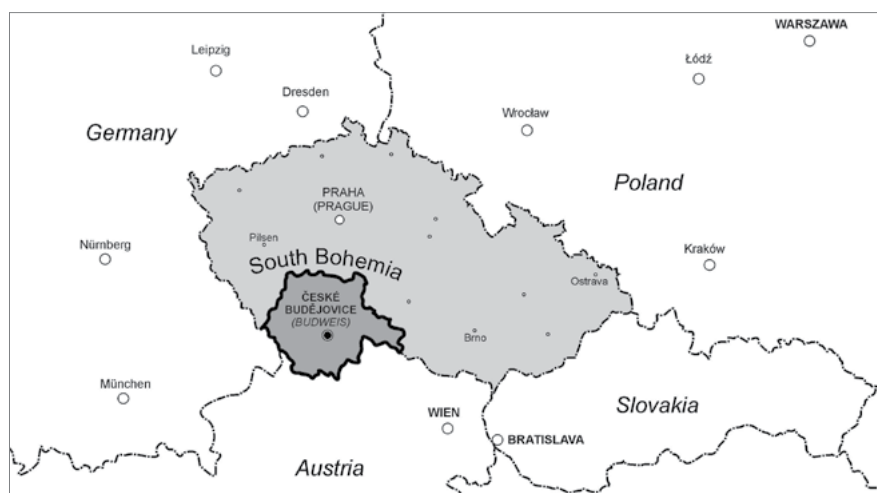 WARSZAWA
Leipzig
Łódź
Dresden
Wrocław
Germany
Poland
PRAHA
(PRAGUE)
Pilsen
Nürnberg
Kraków
South Bohemia
Ostrava
ČESKÉ
BUDĚJOVICE
(BUDWEIS)
Brno
München
WIEN
Slovakia
BRATISLAVA
Austria